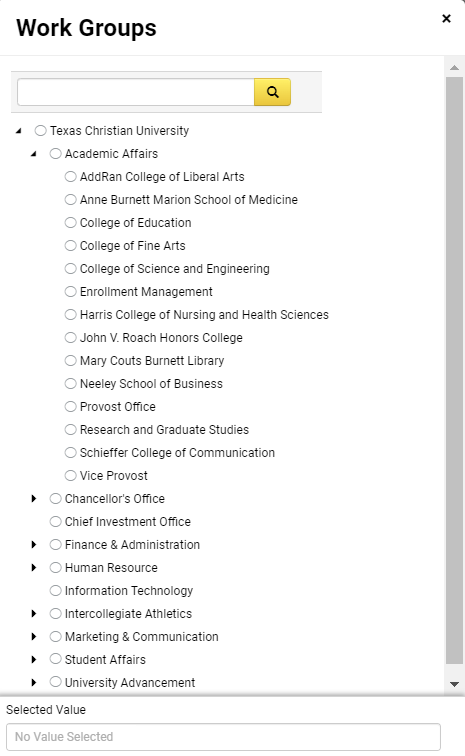 Work Groups
×
Texas Christian University
Academic Affairs
AddRan College of Liberal Arts
Anne Burnett Marion School of Medicine
College of Education
College of Fine Arts
College of Science and Engineering
Enrollment Management
Harris College of Nursing and Health Sciences
John V. Roach Honors College
Mary Couts Burnett Library
Neeley School of Business
Provost Office
Research and Graduate Studies
Schieffer College of Communication
Vice Provost
Chancellor's Office
Chief Investment Office
Finance & Administration
Human Resource
Information Technology
Intercollegiate Athletics
Marketing & Communication
Student Affairs
University Advancement
Selected Value
No Value Selected